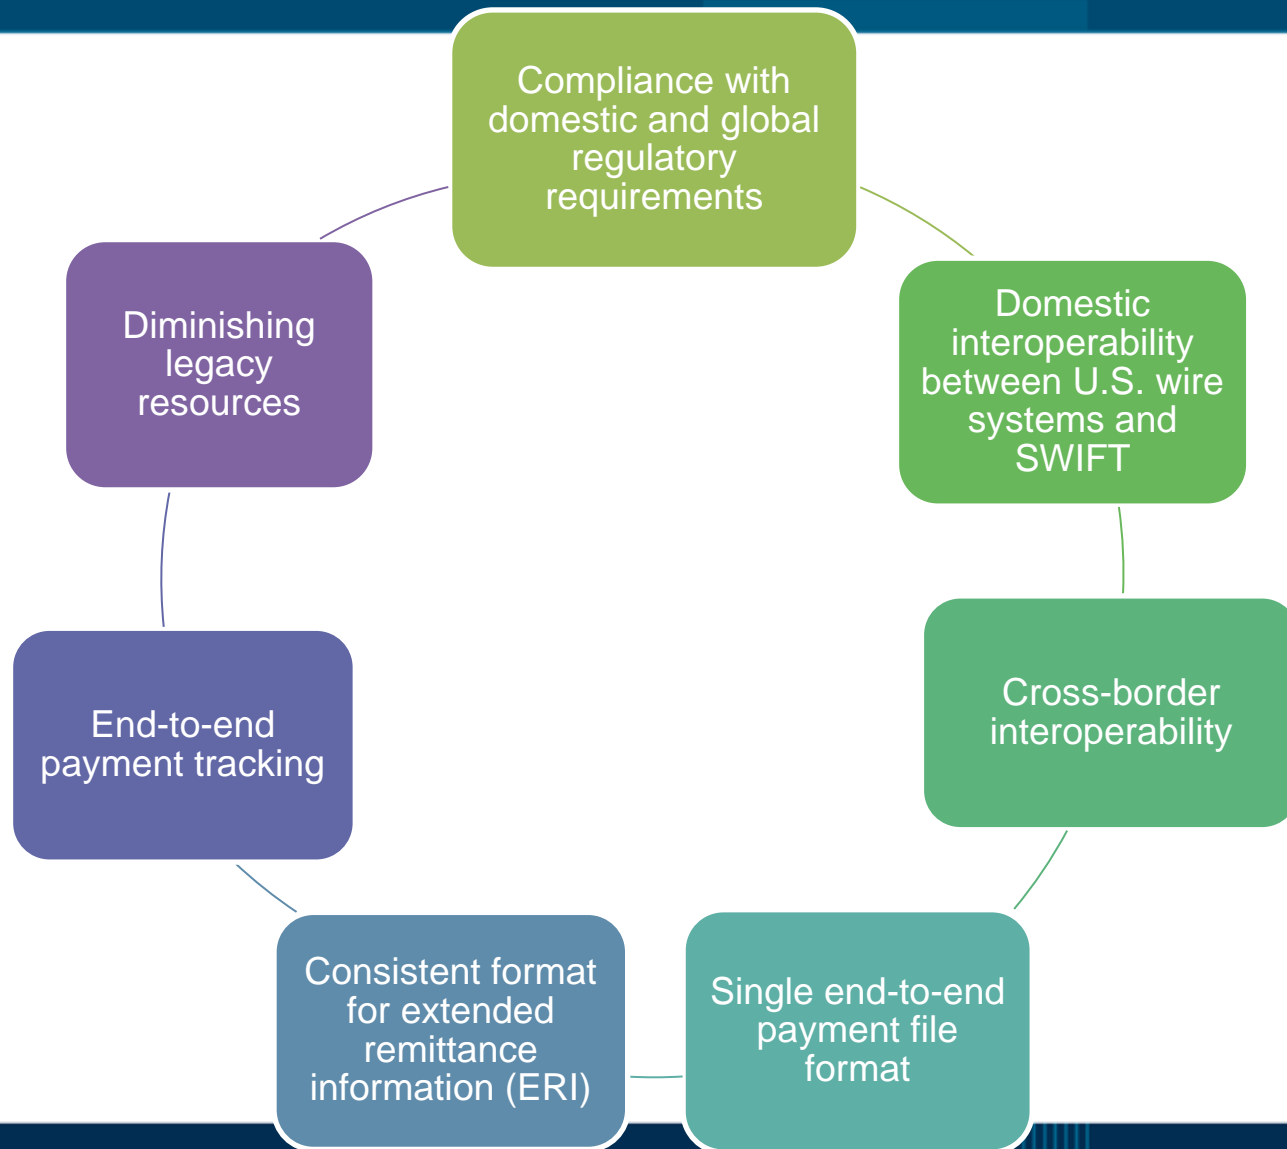 Compliance with
domestic and global
regulatory
requirements
Domestic
interoperability
between U.S. wire
systems and
SWIFT
Cross-border
interoperability
Single end-to-end
payment file
format
Consistent format
for extended
remittance
information (ERI)
End-to-end
payment tracking
Diminishing
legacy
resources